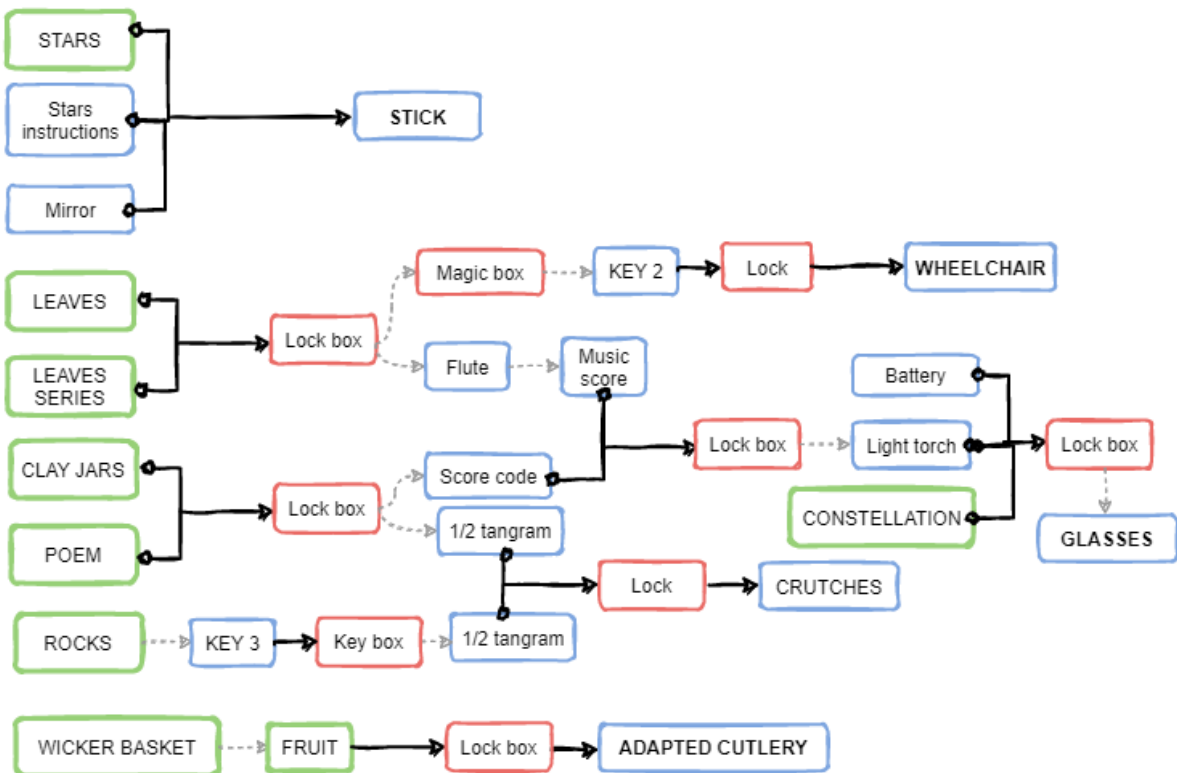 STARS
Stars
instructions
STICK
Mirror
Magic box
KEY 2
Lock
WHEELCHAIR
LEAVES
Lock box
LEAVES
SERIES
Flute
Music
score
Battery
CLAY JARS
Lock box
Score code
Lock box
Light torch
Lock box
POEM
1/2 tangram
CONSTELLATION
GLASSES
Lock
CRUTCHES
ROCKS
KEY 3
Key box
1/2 tangram
WICKER BASKET
FRUIT
Lock box
ADAPTED CUTLERY